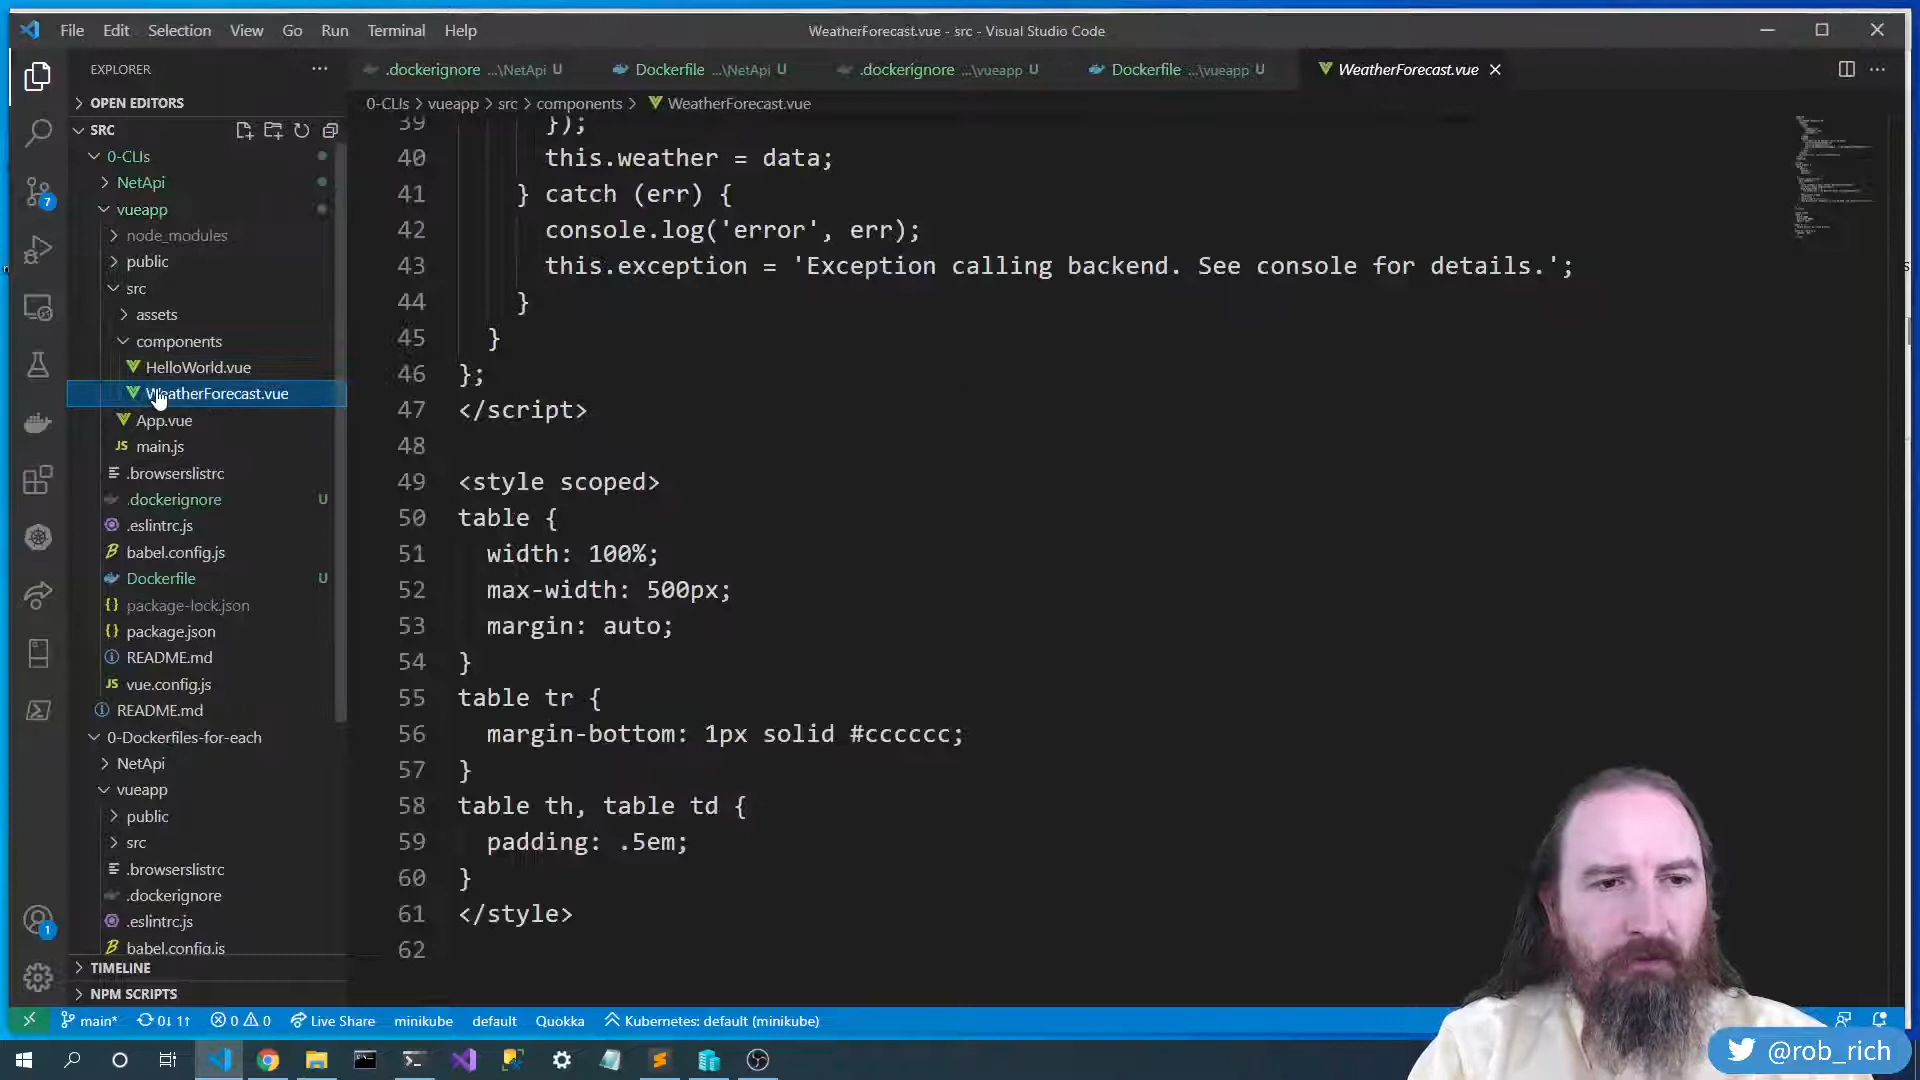 File Edit Selection View Go Run Terminal Help
WeatherForecast.vue - src - Visual Studio Code
EXPLORER
.dockerignore ...\NetApi U
Dockerfile ...\NetApi U
.dockerignore ...\vueapp U
Dockerfile ...\vueapp U
WeatherForecast.vue
OPEN EDITORS
0-CLIs > vueapp > src > components > WeatherForecast.vue
SRC
0-CLIs
NetApi
vueapp
node_modules
public
src
assets
components
HelloWorld.vue
WeatherForecast.vue
App.vue
JS main.js
.browserslistrc
.dockerignore U
.eslintrc.js
babel.config.js
Dockerfile U
{} package-lock.json
{} package.json
README.md
JS vue.config.js
README.md
0-Dockerfiles-for-each
NetApi
vueapp
public
src
.browserslistrc
.dockerignore
.eslintrc.js
babel.config.js
TIMELINE
NPM SCRIPTS
7
1
39 });
40 this.weather = data;
41 } catch (err) {
42 console.log('error', err);
43 this.exception = 'Exception calling backend. See console for details.';
44 }
45 }
46 };
47 </script>
48
49 <style scoped>
50 table {
51 width: 100%;
52 max-width: 500px;
53 margin: auto;
54 }
55 table tr {
56 margin-bottom: 1px solid #cccccc;
57 }
58 table th, table td {
59 padding: .5em;
60 }
61 </style>
62
main* 0↓ 1↑ 0 0 Live Share minikube default Quokka Kubernetes: default (minikube)
@rob_rich